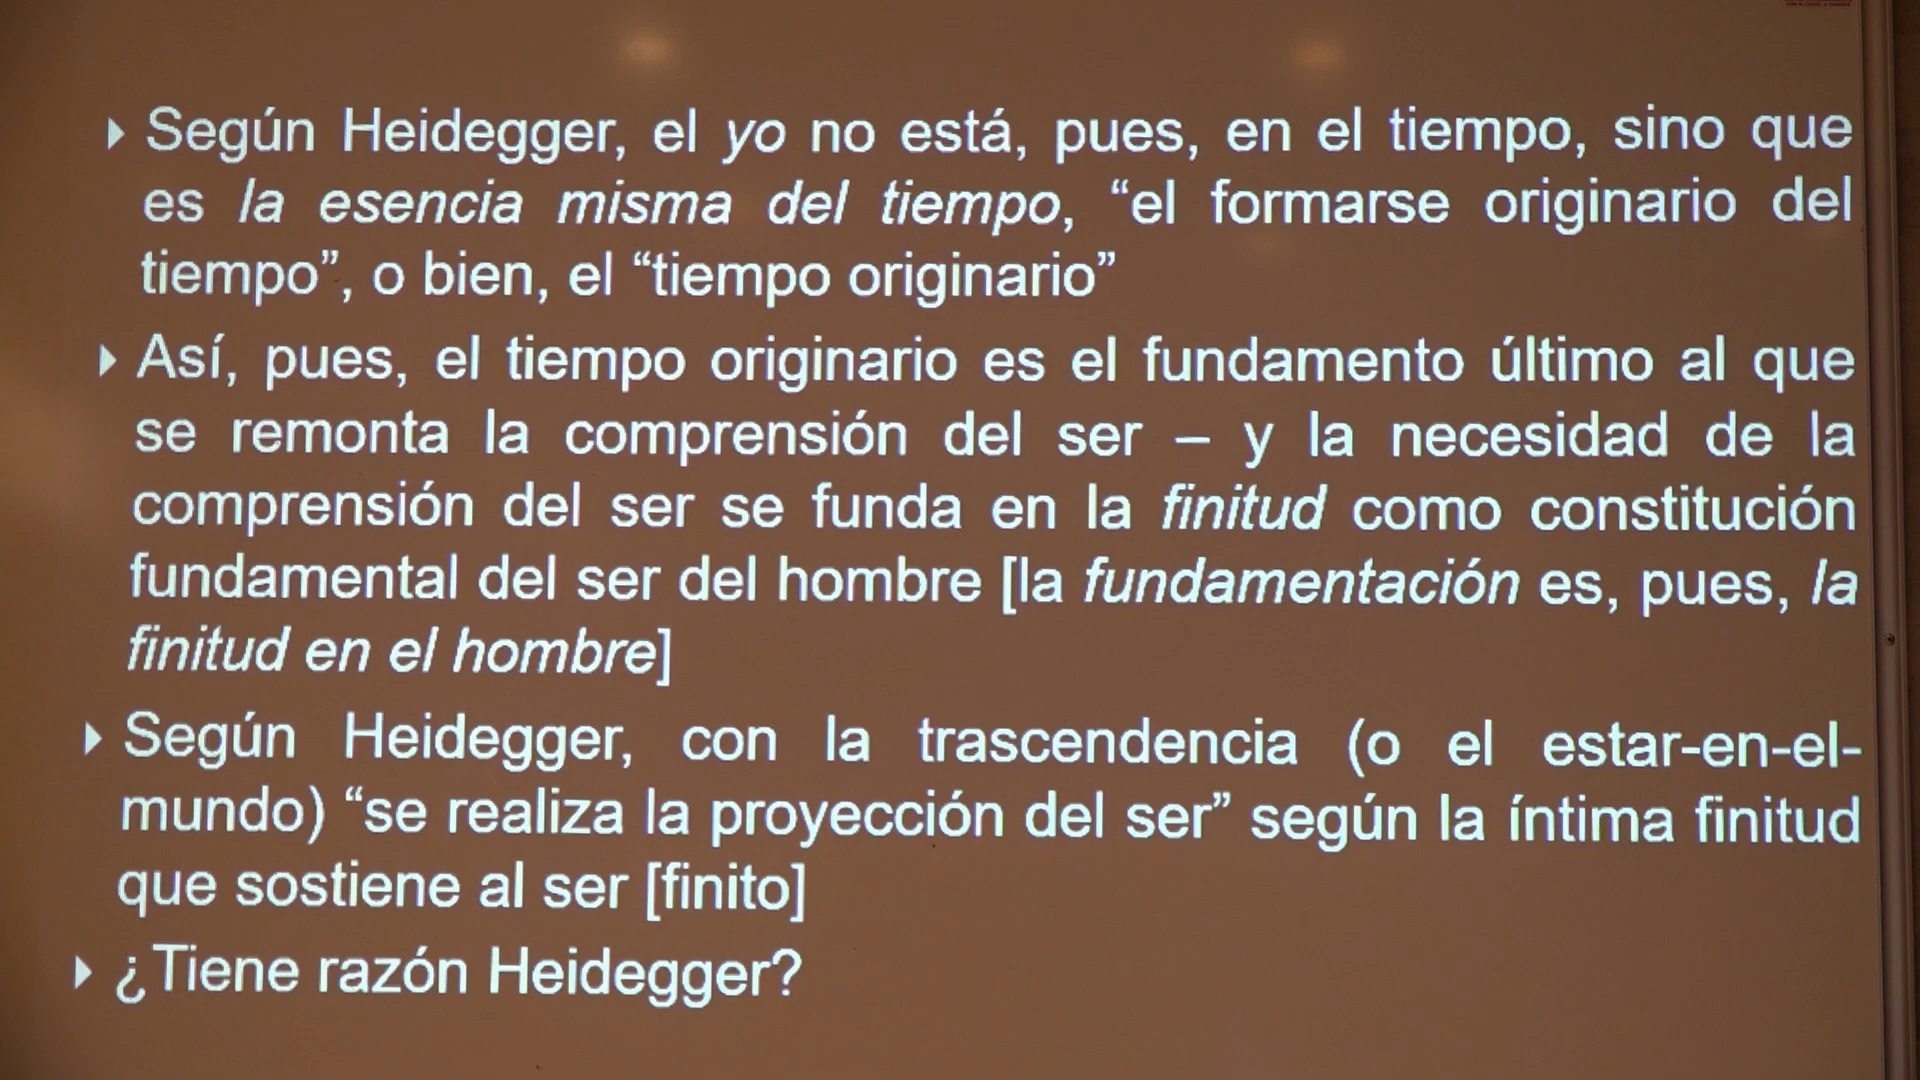 Según Heidegger, el yo no está, pues, en el tiempo, sino que
es la esencia misma del tiempo, “el formarse originario del
tiempo”, o bien, el “tiempo originario”
Así, pues, el tiempo originario es el fundamento último al que
se remonta la comprensión del ser – y la necesidad de la
comprensión del ser se funda en la finitud como constitución
fundamental del ser del hombre [la fundamentación es, pues, la
finitud en el hombre]
Según Heidegger, con la trascendencia (o el estar-en-el-
mundo) “se realiza la proyección del ser” según la íntima finitud
que sostiene al ser [finito]
¿Tiene razón Heidegger?